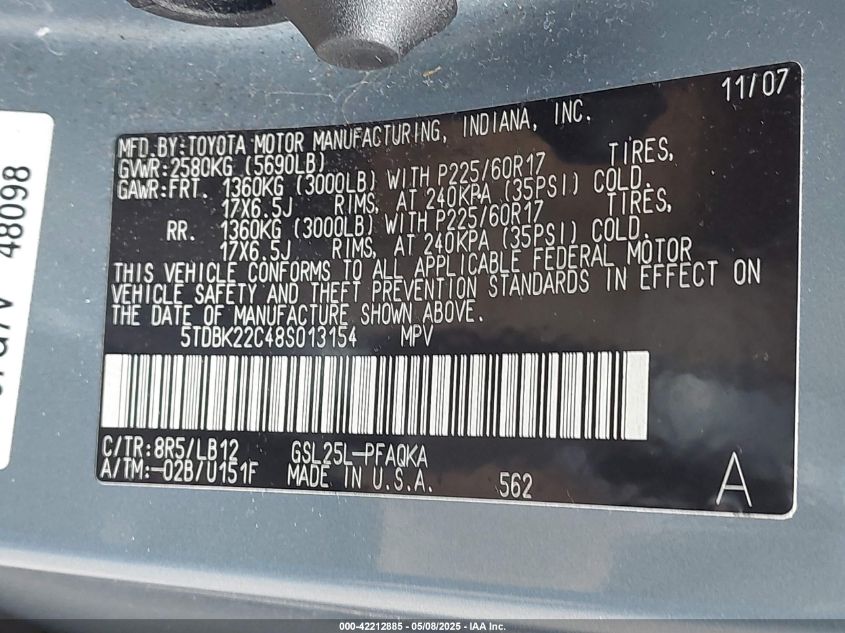 11/07
MFD. BY: TOYOTA MOTOR MANUFACTURING, INDIANA, INC.
GVWR: 2580KG (5690LB)
GAWR: FRT. 1360KG (3000LB) WITH P225/60R17 TIRES,
17X6.5J RIMS, AT 240KPA (35PSI) COLD.
RR. 1360KG (3000LB) WITH P225/60R17 TIRES,
17X6.5J RIMS, AT 240KPA (35PSI) COLD.
THIS VEHICLE CONFORMS TO ALL APPLICABLE FEDERAL MOTOR
VEHICLE SAFETY AND THEFT PREVENTION STANDARDS IN EFFECT ON
THE DATE OF MANUFACTURE SHOWN ABOVE.
5TDBK22C48S013154 MPV
C/TR: 8R5/LB12 GSL25L-PFAQKA
A/TM: -02B/U151F MADE IN U.S.A. 562
A
48098
000-42212885 - 05/08/2025 - IAA Inc.